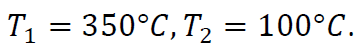 T₁ = 350°C, T₂ = 100°C.